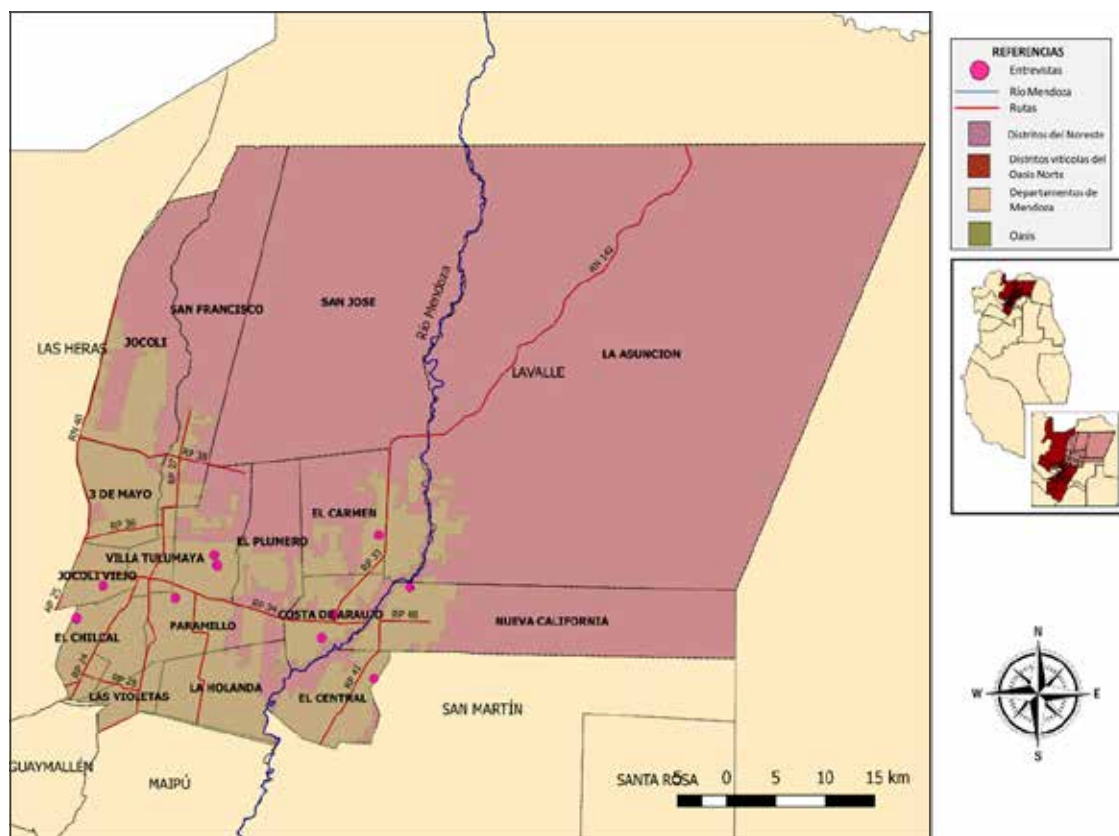 SAN FRANCISCO
SAN JOSE
Río Mendoza
RN 142
LAS HERAS
JOCOLI
LA ASUNCION
LAVALLE
RN 40
RP 37
RP 38
3 DE MAYO
EL CARMEN
RP 36
EL PLUMERO
VILLA TULUMAYA
RP 33
JOCOLI VIEJO
RP 25
RP 34
COSTA DE ARAUJO
RP 48
PARAMILLO
NUEVA CALIFORNIA
EL CHILCAL
RP 24
RP 41
LA HOLANDA
LAS VIOLETAS
EL CENTRAL
SAN MARTÍN
GUAYMALLÉN
MAIPÚ
SANTA ROSA
5 0 5 10 15 km
REFERENCIAS
Entrevistas
Río Mendoza
Rutas
Distritos del Noreste
Distritos vitícolas del
Oasis Norte
Departamentos de
Mendoza
Oasis
N
W E
S